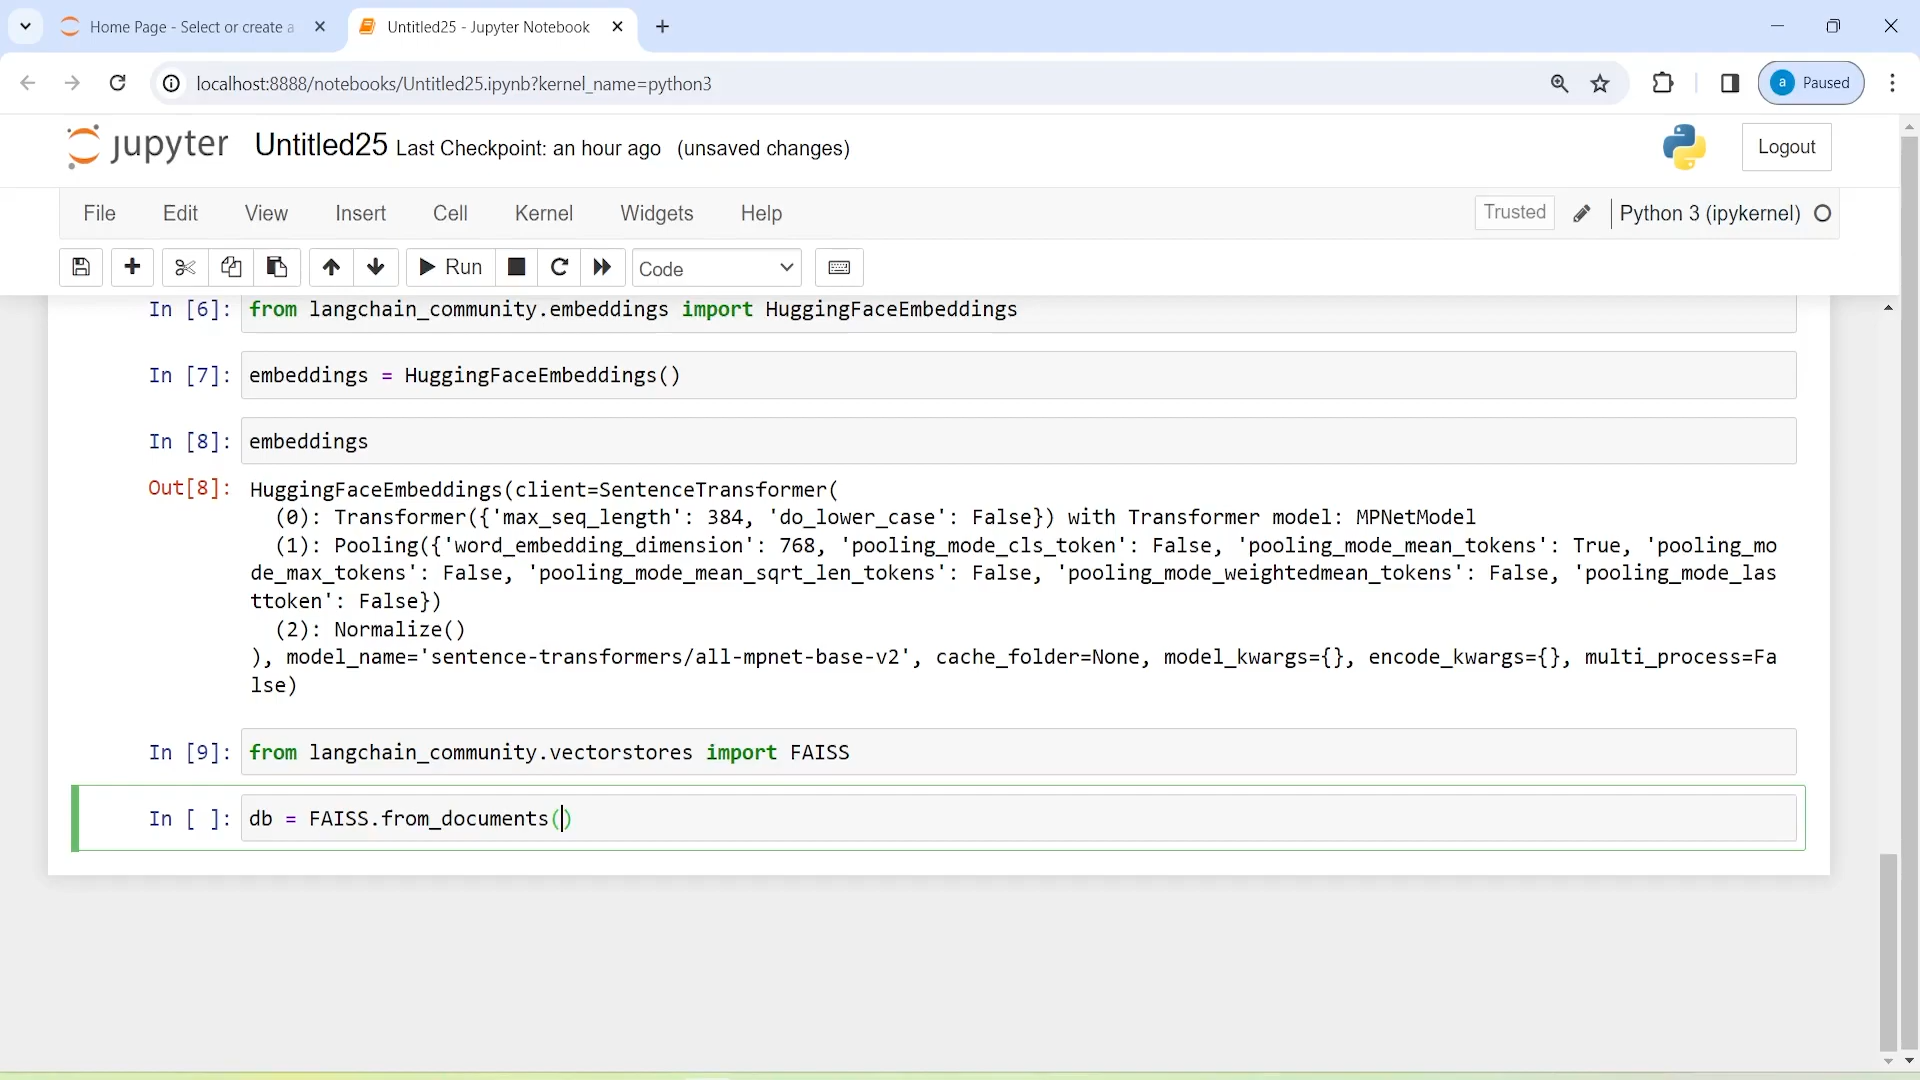 Home Page - Select or create a
Untitled25 - Jupyter Notebook
localhost:8888/notebooks/Untitled25.ipynb?kernel_name=python3
a Paused
jupyter Untitled25 Last Checkpoint: an hour ago (unsaved changes)
Logout
File Edit View Insert Cell Kernel Widgets Help
Trusted Python 3 (ipykernel)
Run Code
In [6]: from langchain_community.embeddings import HuggingFaceEmbeddings
In [7]: embeddings = HuggingFaceEmbeddings()
In [8]: embeddings
Out[8]: HuggingFaceEmbeddings(client=SentenceTransformer(
(0): Transformer({'max_seq_length': 384, 'do_lower_case': False}) with Transformer model: MPNetModel
(1): Pooling({'word_embedding_dimension': 768, 'pooling_mode_cls_token': False, 'pooling_mode_mean_tokens': True, 'pooling_mo
de_max_tokens': False, 'pooling_mode_mean_sqrt_len_tokens': False, 'pooling_mode_weightedmean_tokens': False, 'pooling_mode_las
ttoken': False})
(2): Normalize()
), model_name='sentence-transformers/all-mpnet-base-v2', cache_folder=None, model_kwargs={}, encode_kwargs={}, multi_process=Fa
lse)
In [9]: from langchain_community.vectorstores import FAISS
In [ ]: db = FAISS.from_documents()